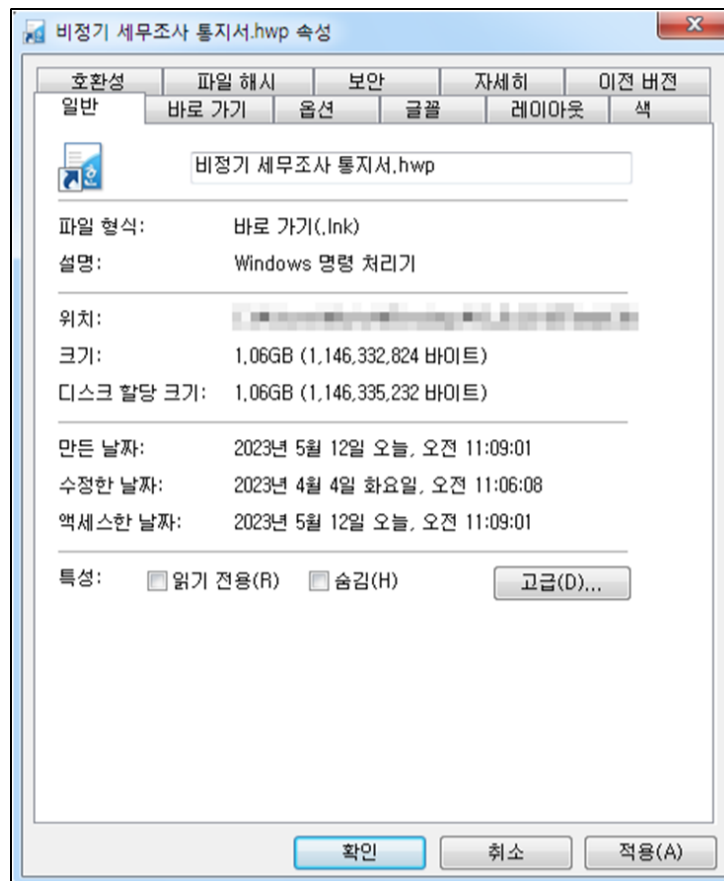 비정기 세무조사 통지서.hwp 속성
호환성 파일 해시 보안 자세히 이전 버전
일반 바로 가기 옵션 글꼴 레이아웃 색
비정기 세무조사 통지서.hwp
파일 형식: 바로 가기(.lnk)
설명: Windows 명령 처리기
위치:
크기: 1.06GB (1,146,332,824 바이트)
디스크 할당 크기: 1.06GB (1,146,335,232 바이트)
만든 날짜: 2023년 5월 12일 오늘, 오전 11:09:01
수정한 날짜: 2023년 4월 4일 화요일, 오전 11:06:08
액세스한 날짜: 2023년 5월 12일 오늘, 오전 11:09:01
특성: 읽기 전용(R) 숨김(H) 고급(D)...
확인 취소 적용(A)